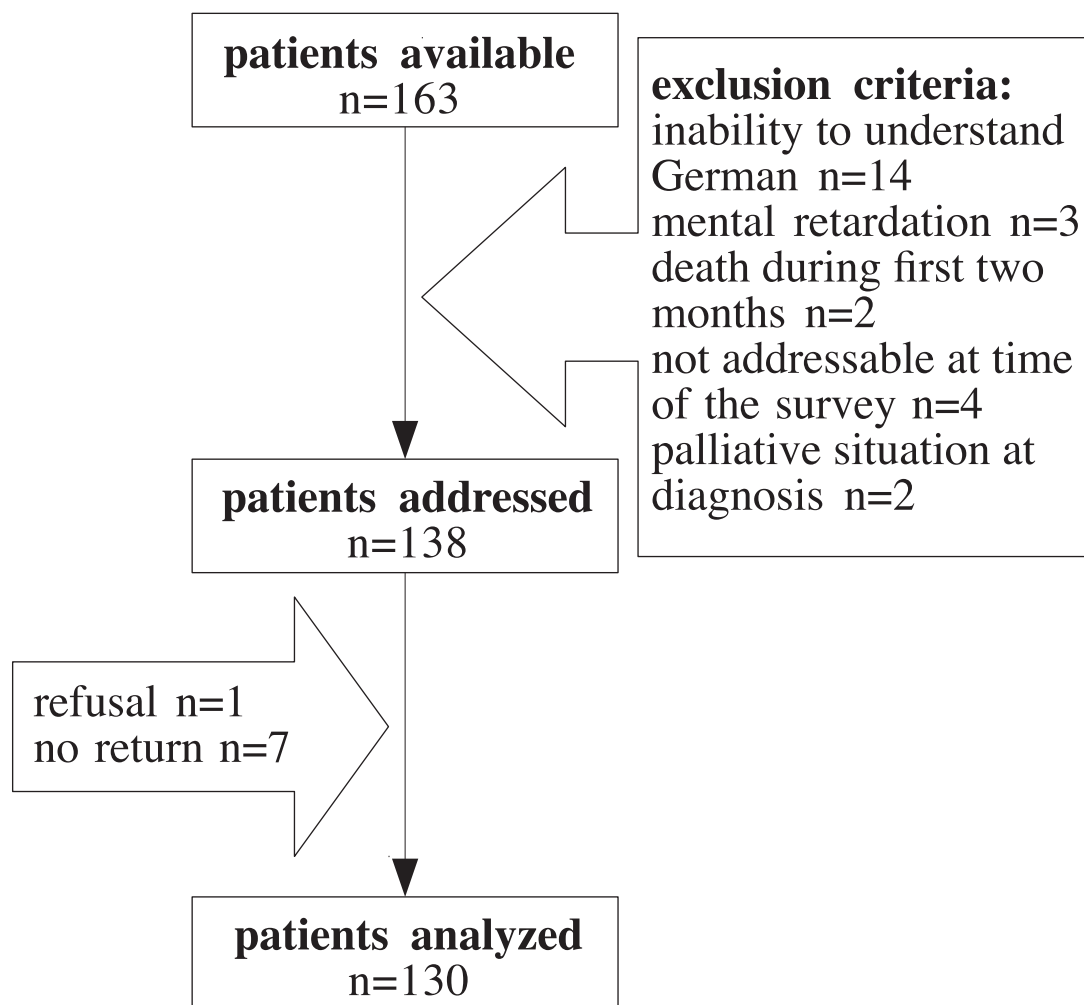 patients available
n=163
exclusion criteria:
inability to understand
German n=14
mental retardation n=3
death during first two
months n=2
not addressable at time
of the survey n=4
palliative situation at
diagnosis n=2
patients addressed
n=138
refusal n=1
no return n=7
patients analyzed
n=130